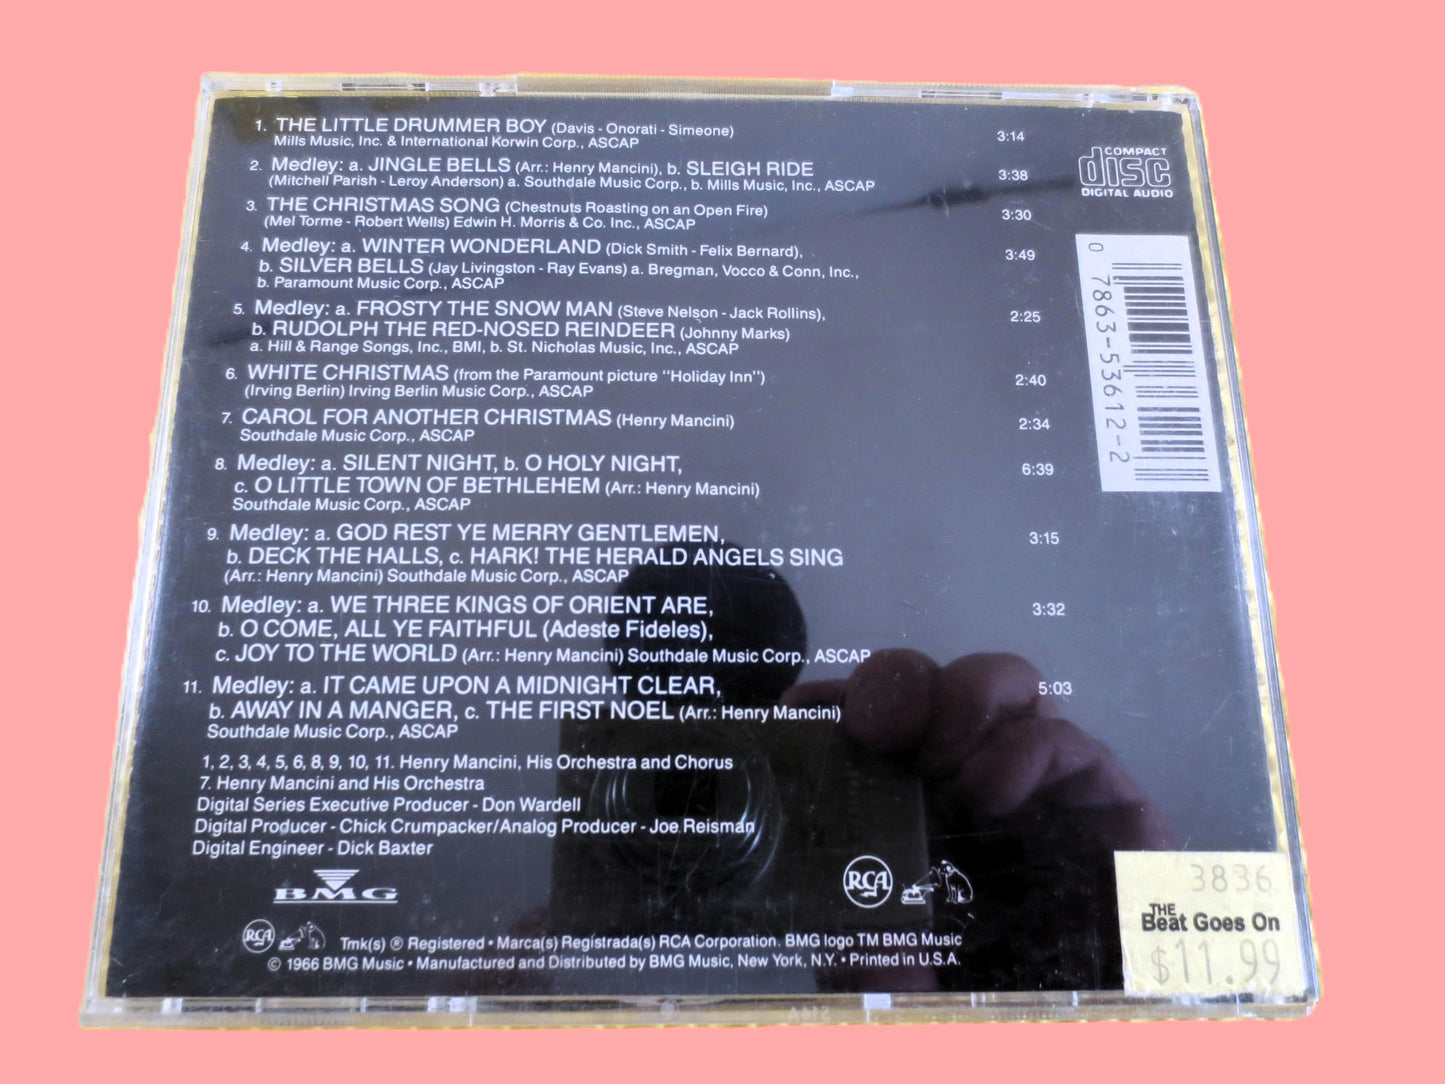 1. THE LITTLE DRUMMER BOY (Davis - Onorati - Simeone) 3:14
Mills Music, Inc. & International Korwin Corp., ASCAP
2. Medley: a. JINGLE BELLS (Arr.: Henry Mancini), b. SLEIGH RIDE 3:38
(Mitchell Parish - Leroy Anderson) a. Southdale Music Corp., b. Mills Music, Inc., ASCAP
3. THE CHRISTMAS SONG (Chestnuts Roasting on an Open Fire) 3:30
(Mel Torme - Robert Wells) Edwin H. Morris & Co. Inc., ASCAP
4. Medley: a. WINTER WONDERLAND (Dick Smith - Felix Bernard), 3:49
b. SILVER BELLS (Jay Livingston - Ray Evans) a. Bregman, Vocco & Conn, Inc.,
b. Paramount Music Corp., ASCAP
5. Medley: a. FROSTY THE SNOW MAN (Steve Nelson - Jack Rollins), 2:25
b. RUDOLPH THE RED-NOSED REINDEER (Johnny Marks)
a. Hill & Range Songs, Inc., BMI, b. St. Nicholas Music, Inc., ASCAP
6. WHITE CHRISTMAS (from the Paramount picture "Holiday Inn") 2:40
(Irving Berlin) Irving Berlin Music Corp., ASCAP
7. CAROL FOR ANOTHER CHRISTMAS (Henry Mancini) 2:34
Southdale Music Corp., ASCAP
8. Medley: a. SILENT NIGHT, b. O HOLY NIGHT, 6:39
c. O LITTLE TOWN OF BETHLEHEM (Arr.: Henry Mancini)
Southdale Music Corp., ASCAP
9. Medley: a. GOD REST YE MERRY GENTLEMEN, 3:15
b. DECK THE HALLS, c. HARK! THE HERALD ANGELS SING
(Arr.: Henry Mancini) Southdale Music Corp., ASCAP
10. Medley: a. WE THREE KINGS OF ORIENT ARE, 3:32
b. O COME, ALL YE FAITHFUL (Adeste Fideles),
c. JOY TO THE WORLD (Arr.: Henry Mancini) Southdale Music Corp., ASCAP
11. Medley: a. IT CAME UPON A MIDNIGHT CLEAR, 5:03
b. AWAY IN A MANGER, c. THE FIRST NOEL (Arr.: Henry Mancini)
Southdale Music Corp., ASCAP
1, 2, 3, 4, 5, 6, 8, 9, 10, 11. Henry Mancini, His Orchestra and Chorus
7. Henry Mancini and His Orchestra
Digital Series Executive Producer - Don Wardell
Digital Producer - Chick Crumpacker/Analog Producer - Joe Reisman
Digital Engineer - Dick Baxter
BMG
RCA
RCA
Tmk(s) ® Registered • Marca(s) Registrada(s) RCA Corporation. BMG logo TM BMG Music
© 1966 BMG Music • Manufactured and Distributed by BMG Music, New York, N.Y. • Printed in U.S.A.
COMPACT
disc
DIGITAL AUDIO
0 7863-53612-2
3836
THE
Beat Goes On
$11.99